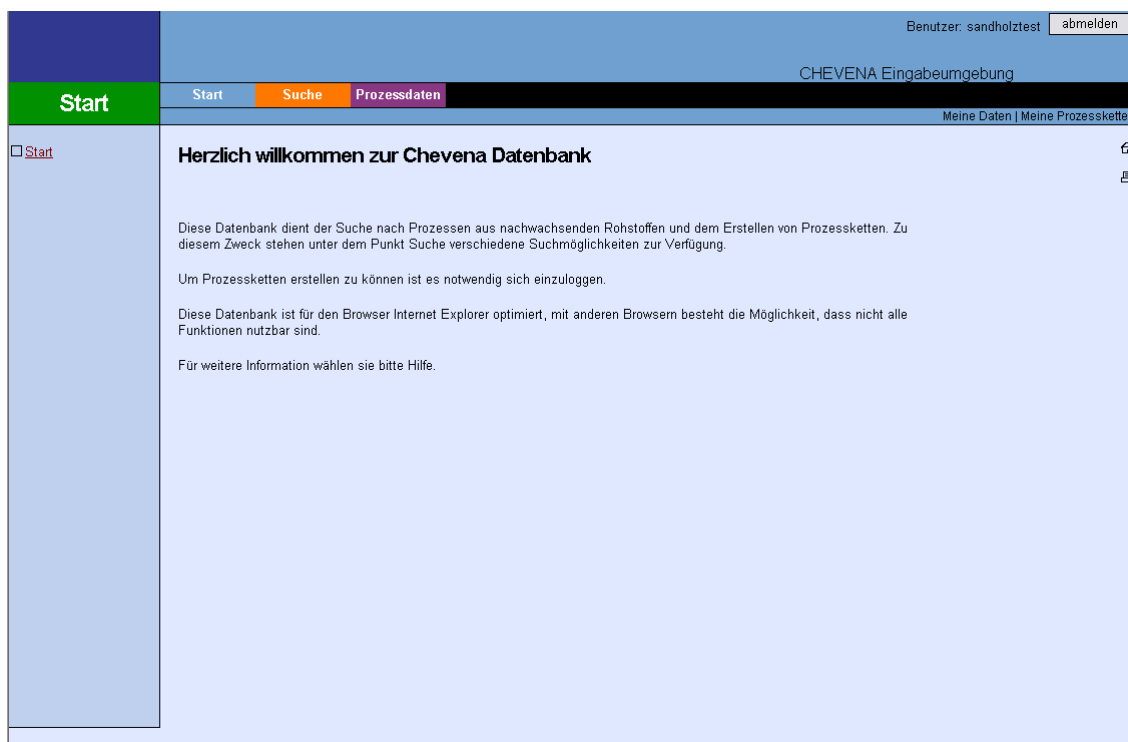 Benutzer: sandholztest abmelden
CHEVENA Eingabeumgebung
Start
Start Suche Prozessdaten
Meine Daten | Meine Prozesskette
Start
Herzlich willkommen zur Chevena Datenbank
Diese Datenbank dient der Suche nach Prozessen aus nachwachsenden Rohstoffen und dem Erstellen von Prozessketten. Zu
diesem Zweck stehen unter dem Punkt Suche verschiedene Suchmöglichkeiten zur Verfügung.
Um Prozessketten erstellen zu können ist es notwendig sich einzuloggen.
Diese Datenbank ist für den Browser Internet Explorer optimiert, mit anderen Browsern besteht die Möglichkeit, dass nicht alle
Funktionen nutzbar sind.
Für weitere Information wählen sie bitte Hilfe.